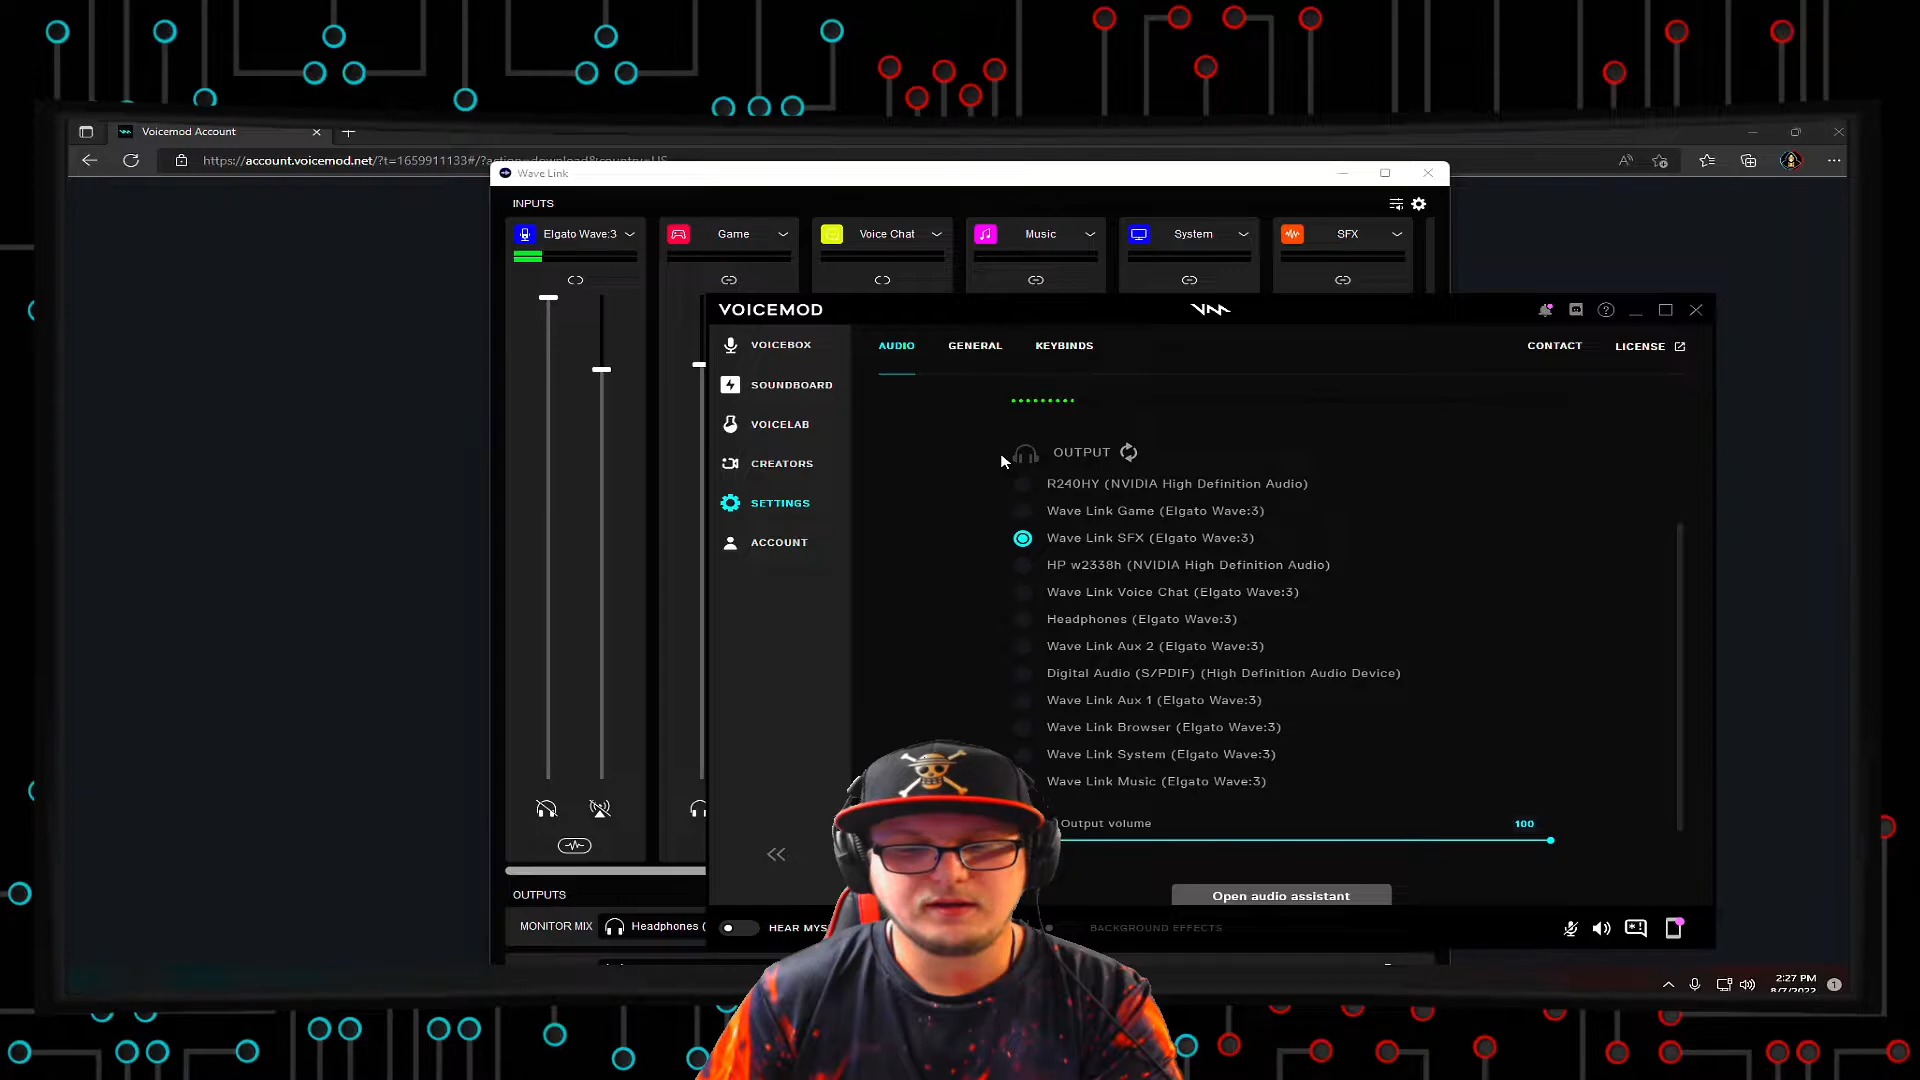 Voicemod Account
https://account.voicemod.net/?t=1659911133#/?action=download&country=US
Wave Link
INPUTS
Elgato Wave:3
Game
Voice Chat
Music
System
SFX
VOICEMOD
VOICEBOX
SOUNDBOARD
VOICELAB
CREATORS
SETTINGS
ACCOUNT
AUDIO
GENERAL
KEYBINDS
CONTACT
LICENSE
OUTPUT
R240HY (NVIDIA High Definition Audio)
Wave Link Game (Elgato Wave:3)
Wave Link SFX (Elgato Wave:3)
HP w2338h (NVIDIA High Definition Audio)
Wave Link Voice Chat (Elgato Wave:3)
Headphones (Elgato Wave:3)
Wave Link Aux 2 (Elgato Wave:3)
Digital Audio (S/PDIF) (High Definition Audio Device)
Wave Link Aux 1 (Elgato Wave:3)
Wave Link Browser (Elgato Wave:3)
Wave Link System (Elgato Wave:3)
Wave Link Music (Elgato Wave:3)
Output volume
100
Open audio assistant
OUTPUTS
MONITOR MIX
Headphones (
HEAR MYS
BACKGROUND EFFECTS
2:27 PM
8/7/2022
1